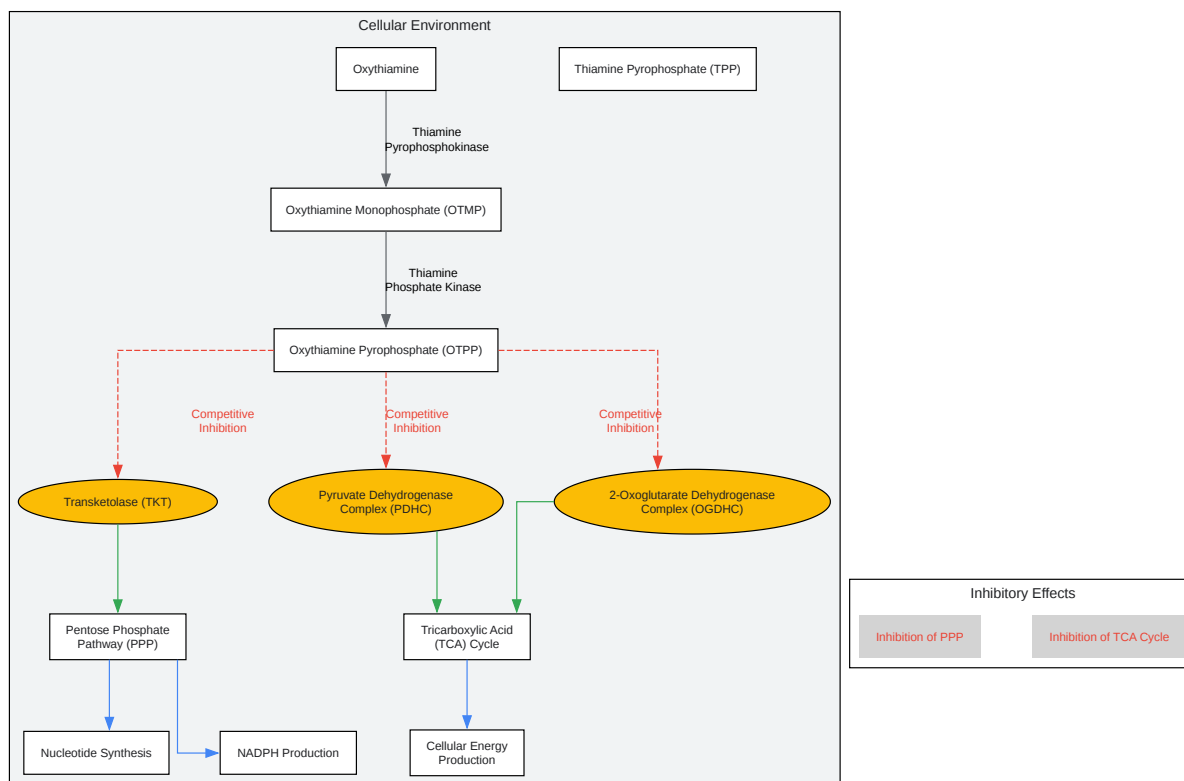 Cellular Environment
Oxythiamine
Thiamine Pyrophosphate (TPP)
Thiamine
Pyrophosphokinase
Oxythiamine Monophosphate (OTMP)
Thiamine
Phosphate Kinase
Oxythiamine Pyrophosphate (OTPP)
Competitive
Inhibition
Competitive
Inhibition
Competitive
Inhibition
Transketolase (TKT)
Pyruvate Dehydrogenase
Complex (PDHC)
2-Oxoglutarate Dehydrogenase
Complex (OGDHC)
Pentose Phosphate
Pathway (PPP)
Tricarboxylic Acid
(TCA) Cycle
Nucleotide Synthesis
NADPH Production
Cellular Energy
Production
Inhibitory Effects
Inhibition of PPP
Inhibition of TCA Cycle